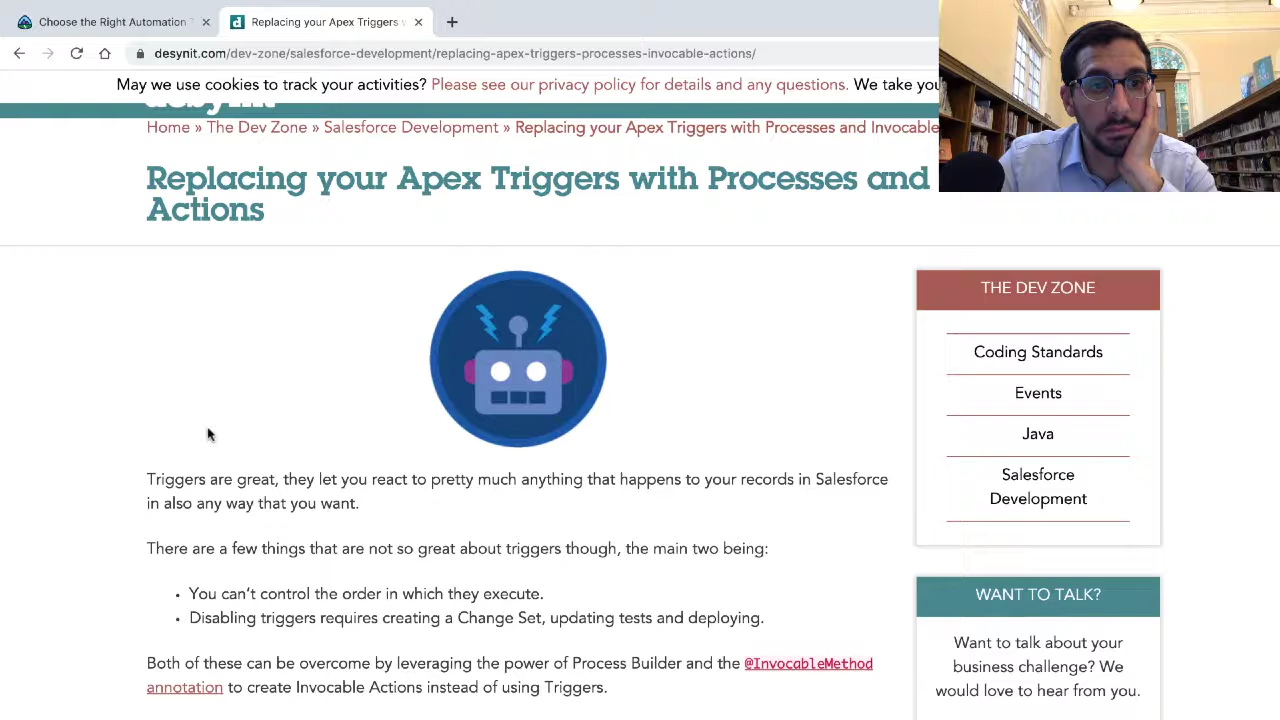 Choose the Right Automation T
Replacing your Apex Triggers w
desynit.com/dev-zone/salesforce-development/replacing-apex-triggers-processes-invocable-actions/
May we use cookies to track your activities? Please see our privacy policy for details and any questions. We take you
desynit
Home » The Dev Zone » Salesforce Development » Replacing your Apex Triggers with Processes and Invocable
Replacing your Apex Triggers with Processes and
Actions
THE DEV ZONE
Coding Standards
Events
Java
Salesforce
Development
Triggers are great, they let you react to pretty much anything that happens to your records in Salesforce
in also any way that you want.
There are a few things that are not so great about triggers though, the main two being:
• You can't control the order in which they execute.
• Disabling triggers requires creating a Change Set, updating tests and deploying.
Both of these can be overcome by leveraging the power of Process Builder and the @InvocableMethod
annotation to create Invocable Actions instead of using Triggers.
WANT TO TALK?
Want to talk about your
business challenge? We
would love to hear from you.